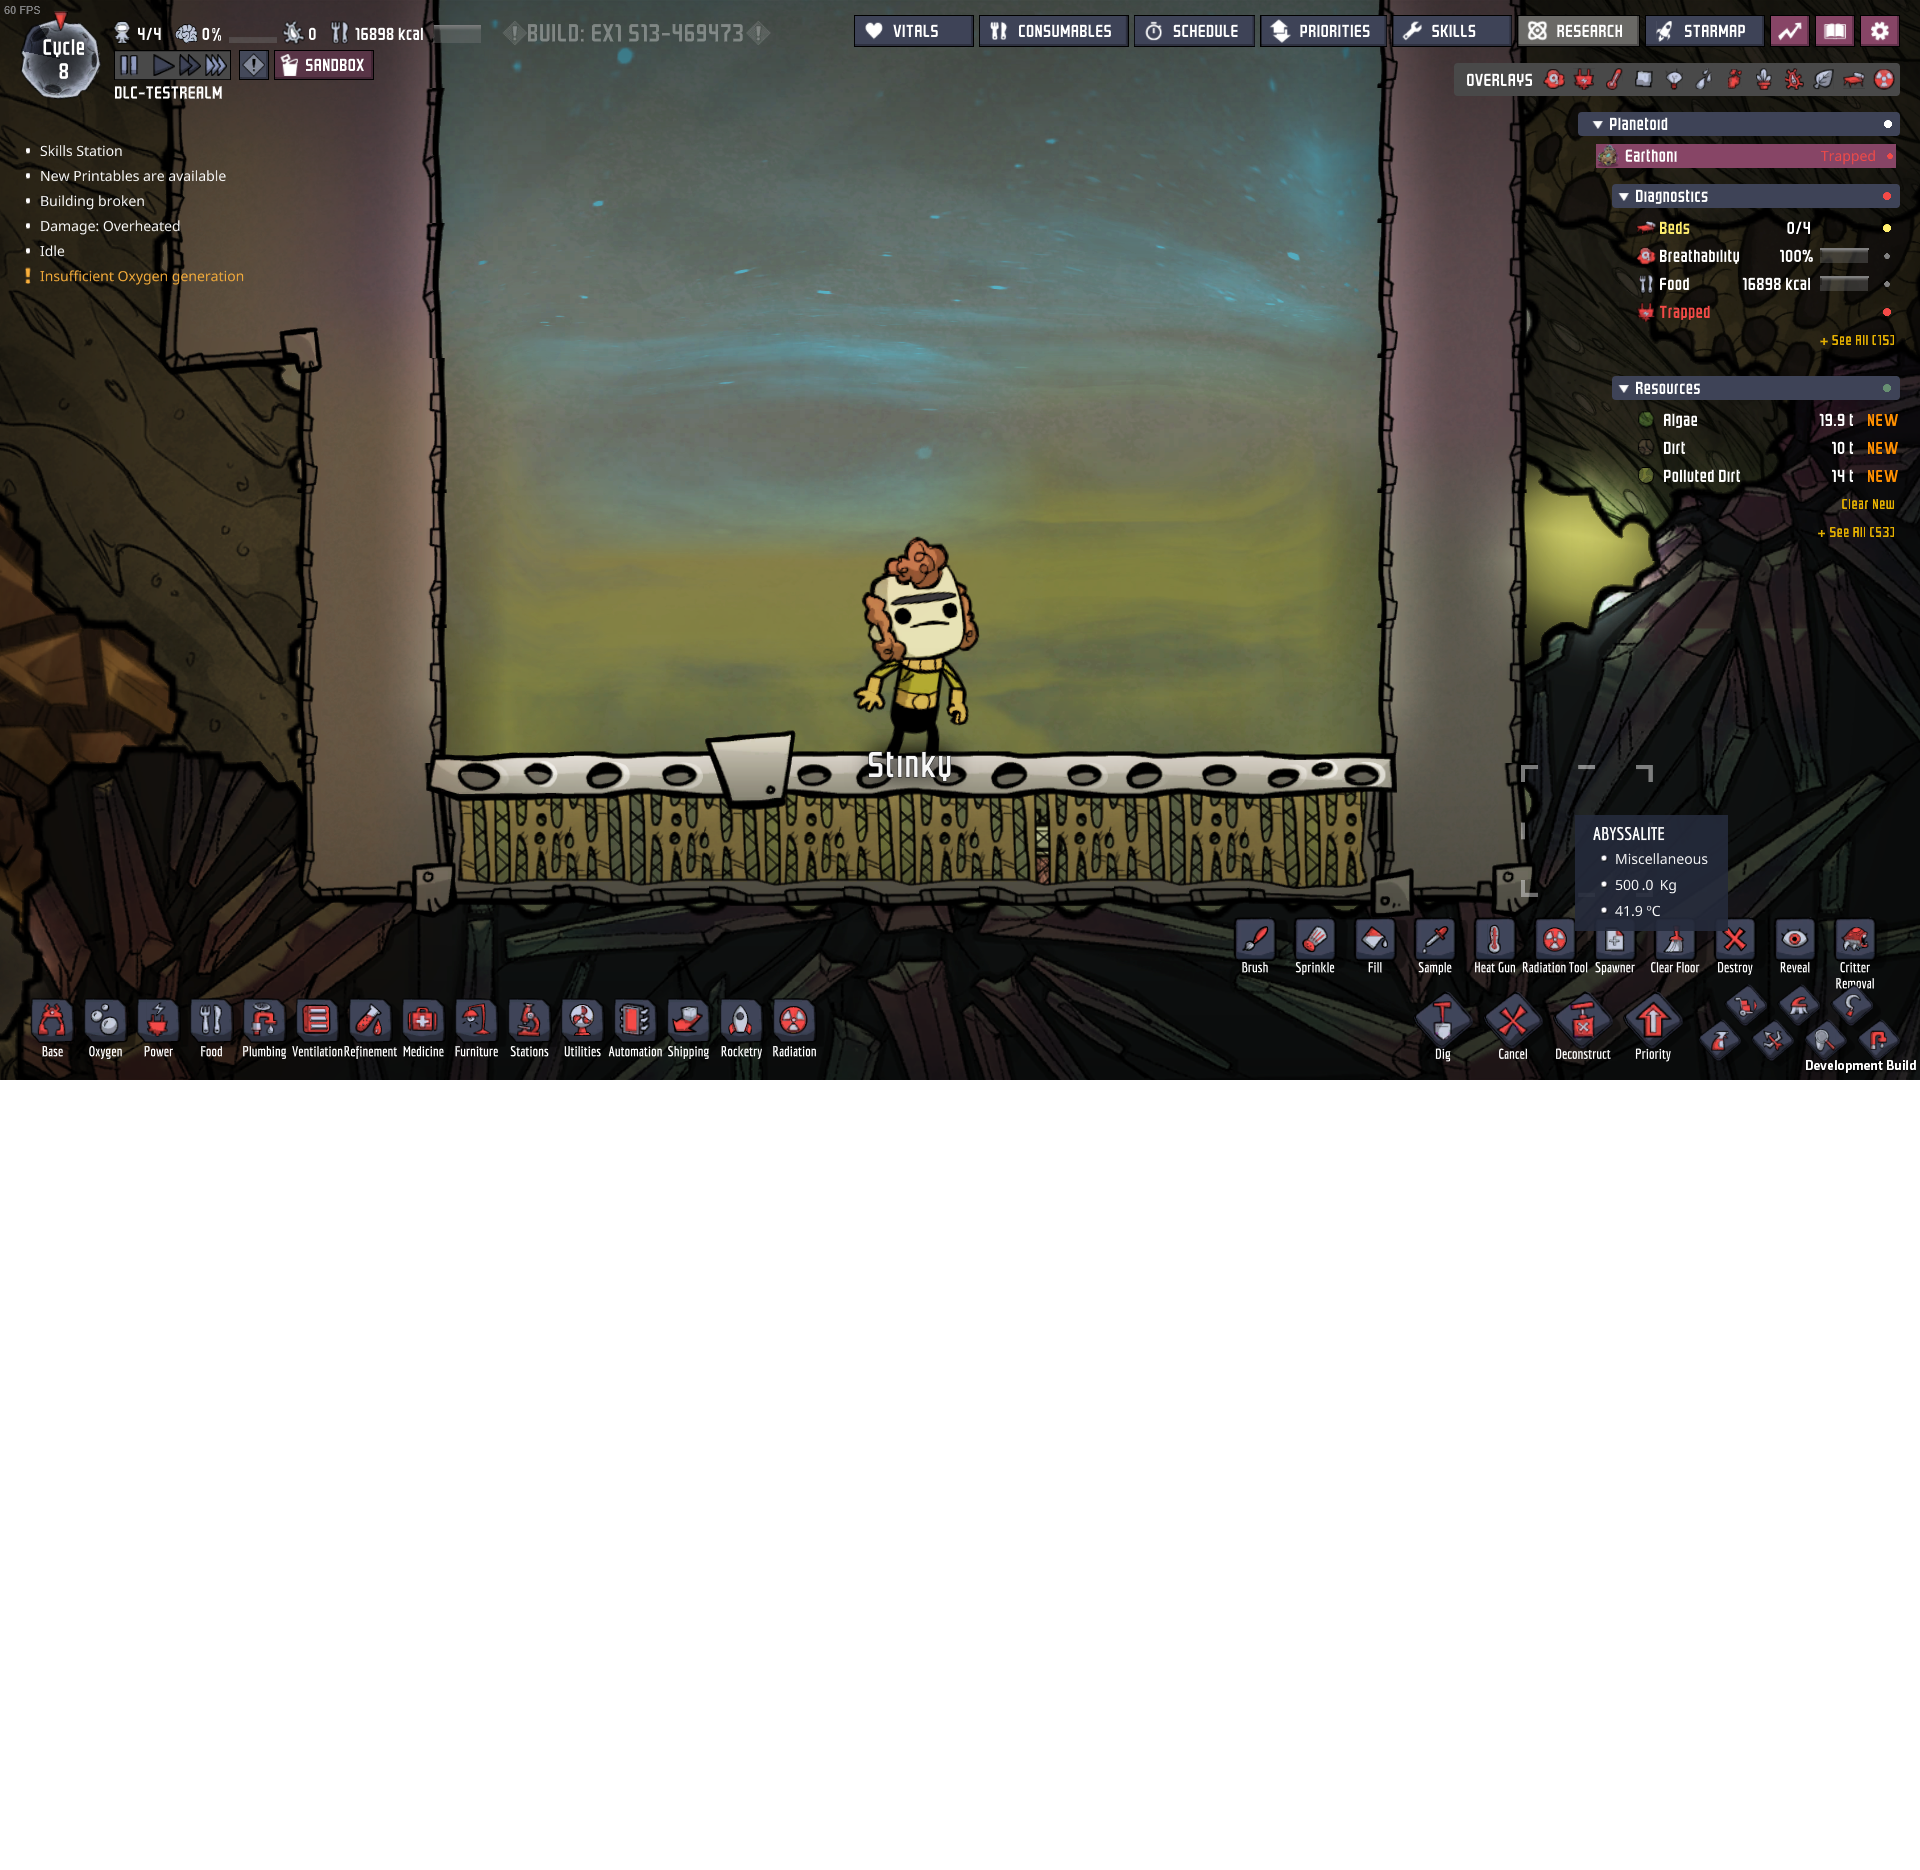 60 FPS
Cycle
8
4/4
0%
0
16898 kcal
BUILD: EX1 S13-469473
VITALS
CONSUMABLES
SCHEDULE
PRIORITIES
SKILLS
RESEARCH
STARMAP
SANDBOX
DLC-TESTREALM
OVERLAYS
Skills Station
New Printables are available
Building broken
Damage: Overheated
Idle
! Insufficient Oxygen generation
Planetoid
Earthoni
Trapped
Diagnostics
Beds 0/4
Breathability 100%
Food 16898 kcal
Trapped
+ See All (15)
Resources
Algae 19.9 t NEW
Dirt 10 t NEW
Polluted Dirt 14 t NEW
Clear New
+ See All (53)
Stinky
ABYSSALITE
Miscellaneous
500.0 Kg
41.9 ºC
Brush
Sprinkle
Fill
Sample
Heat Gun
Radiation Tool
Spawner
Clear Floor
Destroy
Reveal
Critter
Removal
Base
Oxygen
Power
Food
Plumbing
Ventilation
Refinement
Medicine
Furniture
Stations
Utilities
Automation
Shipping
Rocketry
Radiation
Dig
Cancel
Deconstruct
Priority
Development Build